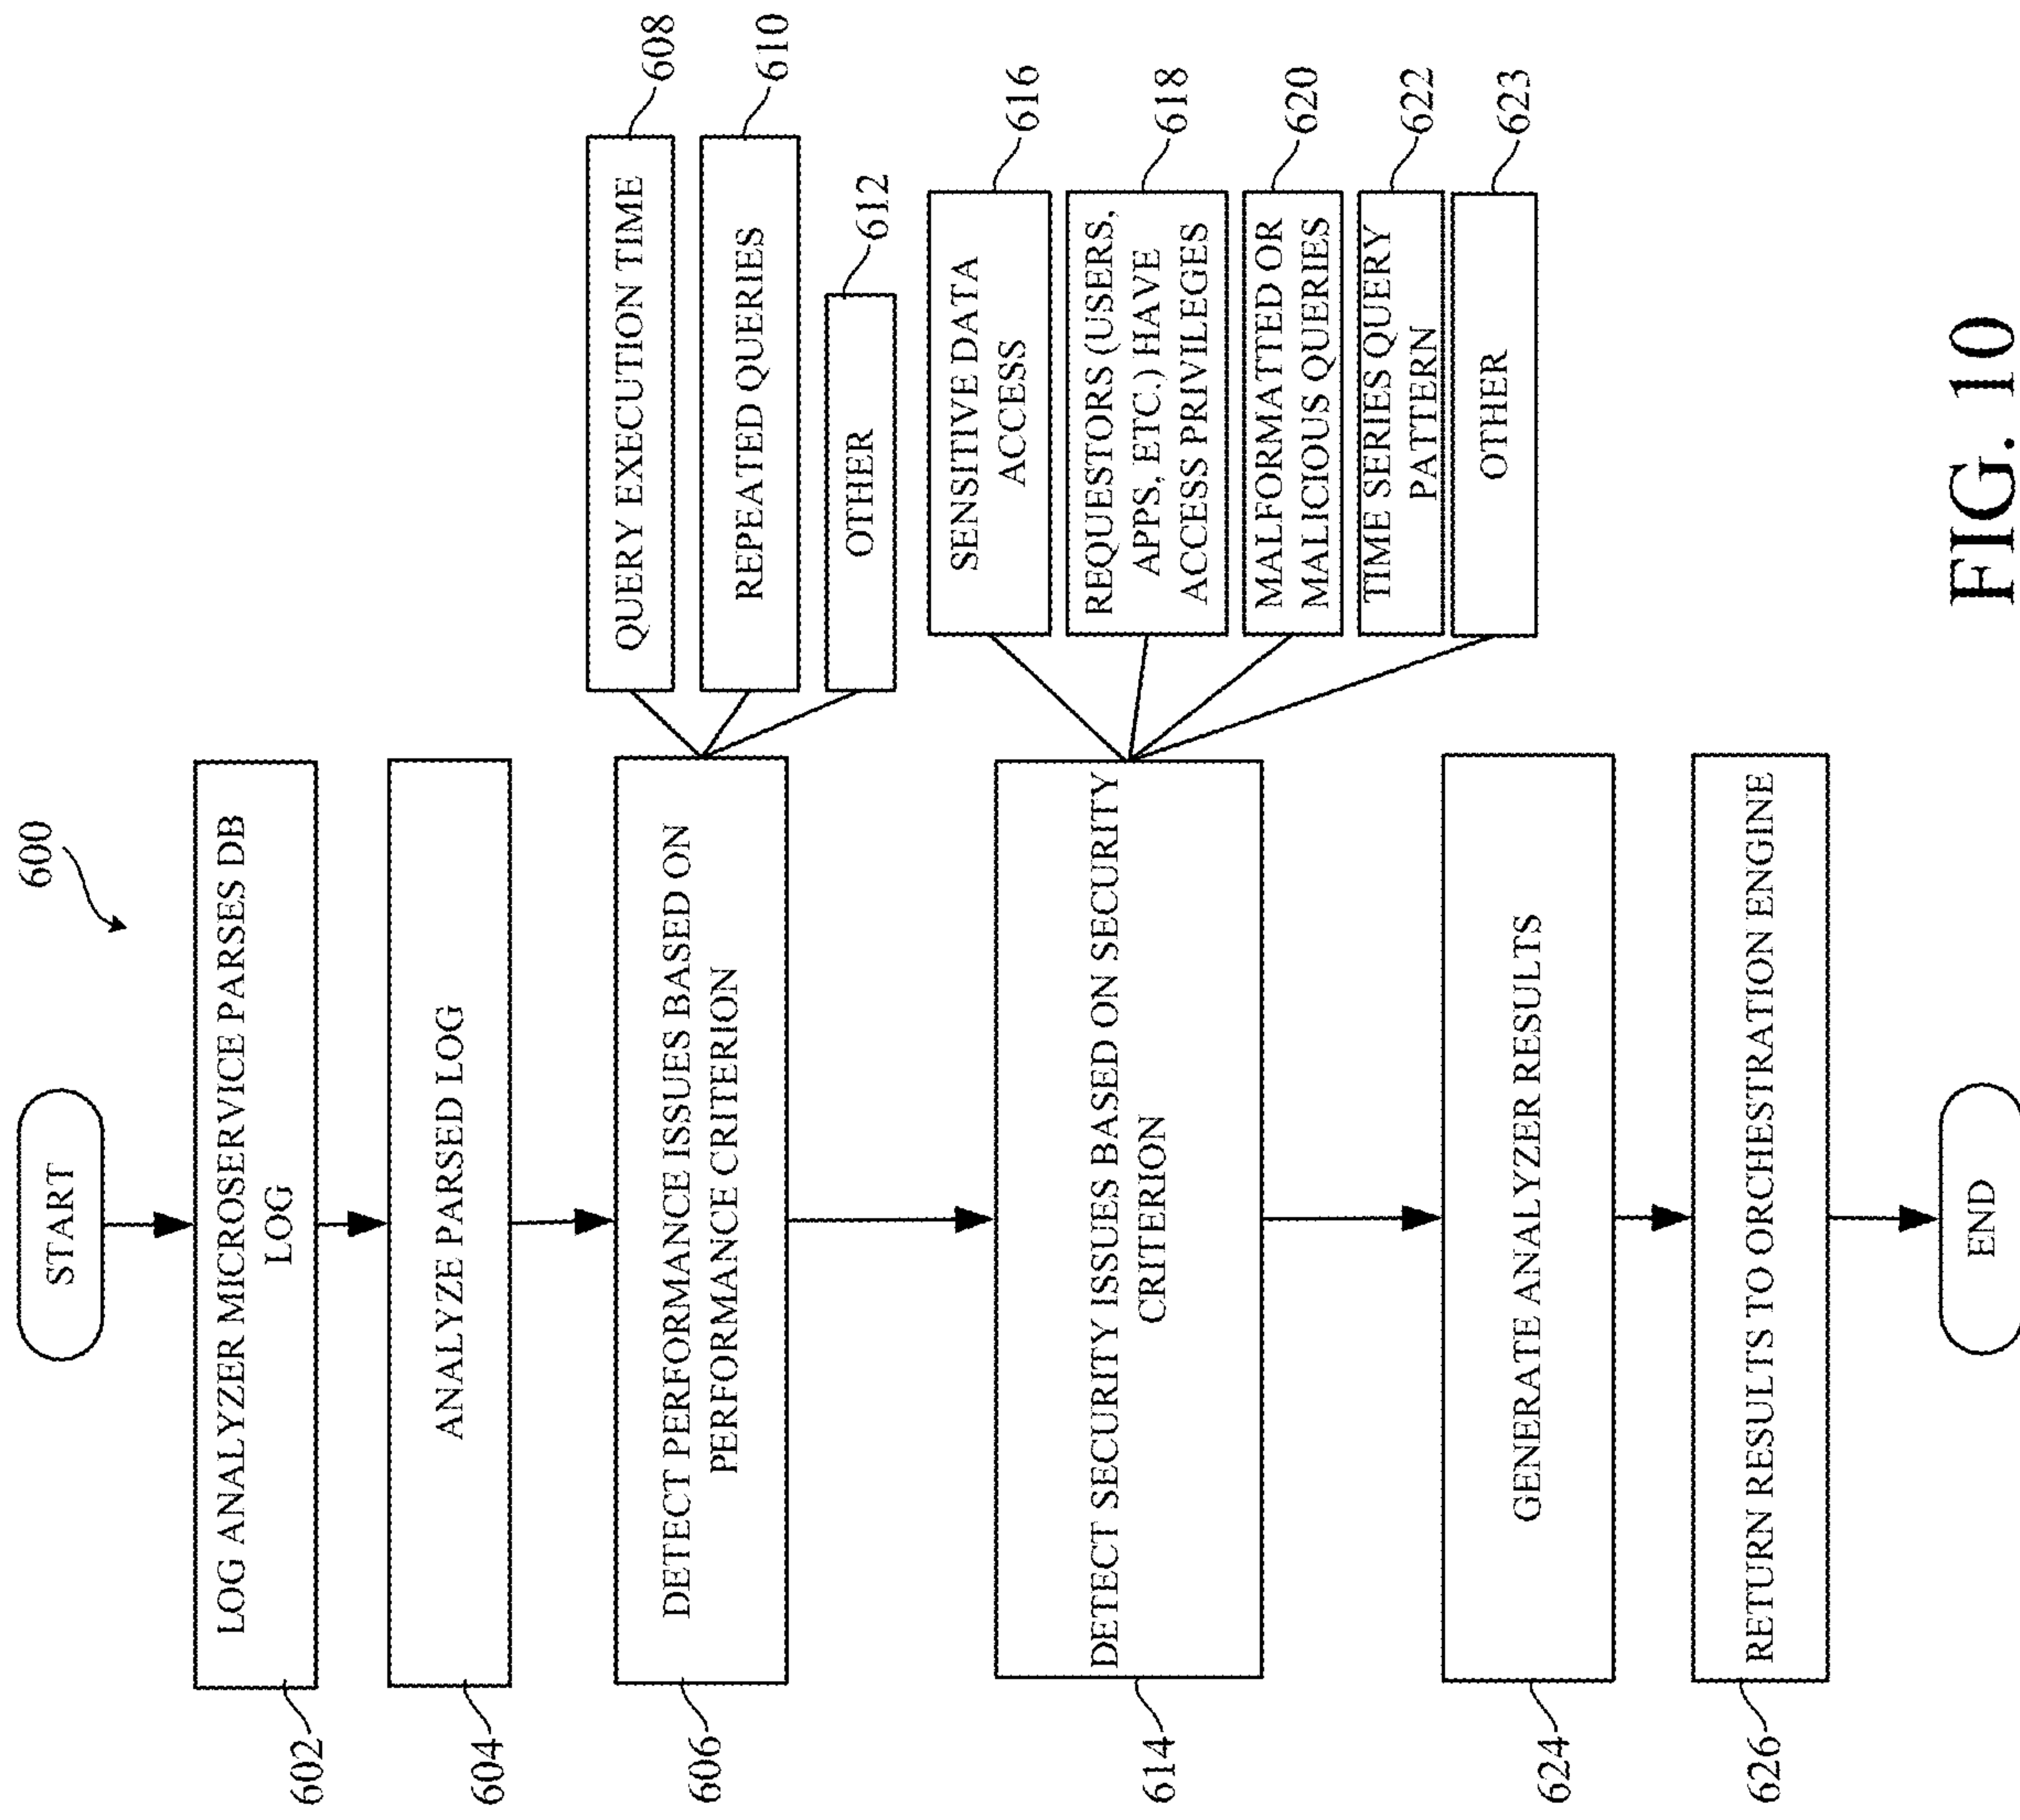 600
START
LOG ANALYZER MICROSERVICE PARSES DB
LOG
602
ANALYZE PARSED LOG
604
DETECT PERFORMANCE ISSUES BASED ON
PERFORMANCE CRITERION
606
QUERY EXECUTION TIME
608
REPEATED QUERIES
610
OTHER
612
DETECT SECURITY ISSUES BASED ON SECURITY
CRITERION
614
SENSITIVE DATA
ACCESS
616
REQUESTORS (USERS,
APPS, ETC.) HAVE
ACCESS PRIVILEGES
618
MALFORMATTED OR
MALICIOUS QUERIES
620
TIME SERIES QUERY
PATTERN
622
OTHER
623
GENERATE ANALYZER RESULTS
624
RETURN RESULTS TO ORCHESTRATION ENGINE
626
END
FIG. 10